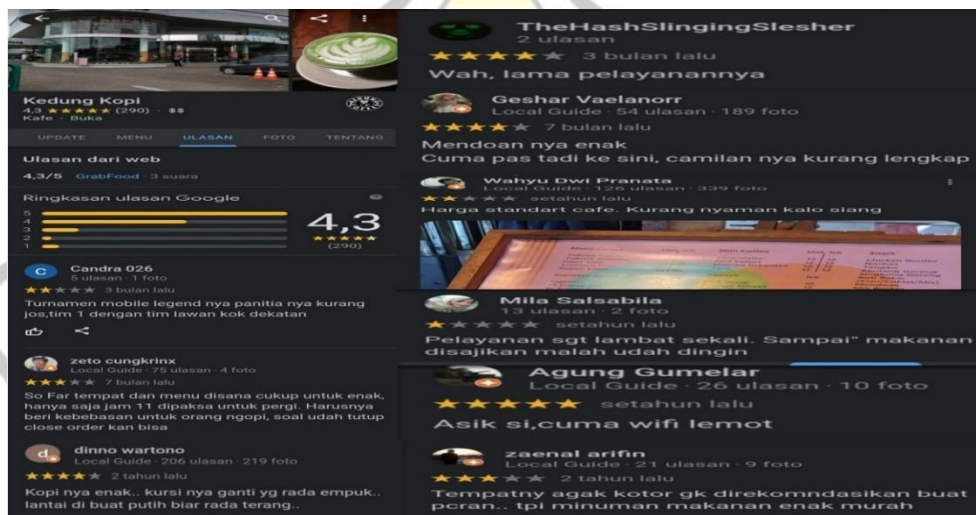 Kedung Kopi
4,3 ★★★★★ (290) · $$
Kafe · Buka
UPDATE MENU ULASAN FOTO TENTANG
Ulasan dari web
4,3/5 · GrabFood · 3 suara
Ringkasan ulasan Google
5
4
3
2
1
4,3
(290)
C
Candra 026
5 ulasan · 1 foto
3 bulan lalu
Turnamen mobile legend nya panitia nya kurang
jos,tim 1 dengan tim lawan kok dekatan
zeto cungkrinx
Local Guide · 75 ulasan · 4 foto
7 bulan lalu
So Far tempat dan menu disana cukup untuk enak,
hanya saja jam 11 dipaksa untuk pergi. Harusnya
beri kebebasan untuk orang ngopi, soal udah tutup
close order kan bisa
d
dinno wartono
Local Guide · 206 ulasan · 219 foto
2 tahun lalu
Kopi nya enak.. kursi nya ganti yg rada empuk..
lantai di buat putih biar rada terang..
TheHashSlingingSlesher
2 ulasan
3 bulan lalu
Wah, lama pelayanannya
Geshar Vaelanorr
Local Guide · 54 ulasan · 189 foto
7 bulan lalu
Mendoan nya enak
Cuma pas tadi ke sini, camilan nya kurang lengkap
Wahyu Dwi Pranata
Local Guide · 126 ulasan · 339 foto
setahun lalu
Harga standart cafe. Kurang nyaman kalo siang
Non Coffee
Snack
Mila Salsabila
13 ulasan · 2 foto
setahun lalu
Pelayanan sgt lambat sekali. Sampai" makanan
disajikan malah udah dingin
Agung Gumelar
Local Guide · 26 ulasan · 10 foto
setahun lalu
Asik si,cuma wifi lemot
zaenal arifin
Local Guide · 21 ulasan · 9 foto
2 tahun lalu
Tempatny agak kotor gk direkomndasikan buat
pcran.. tpi minuman makanan enak murah